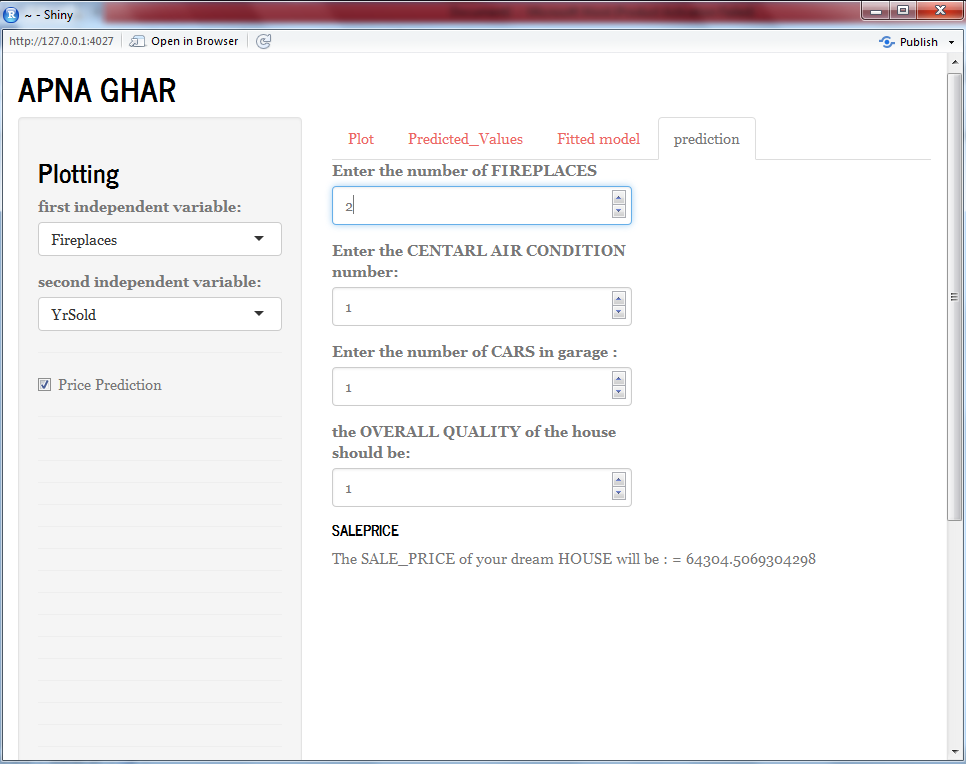 ~ - Shiny
http://127.0.0.1:4027 Open in Browser Publish
APNA GHAR
Plotting
first independent variable:
Fireplaces
second independent variable:
YrSold
Price Prediction
Plot Predicted_Values Fitted model prediction
Enter the number of FIREPLACES
2
Enter the CENTARL AIR CONDITION
number:
1
Enter the number of CARS in garage :
1
the OVERALL QUALITY of the house
should be:
1
SALEPRICE
The SALE_PRICE of your dream HOUSE will be : = 64304.5069304298